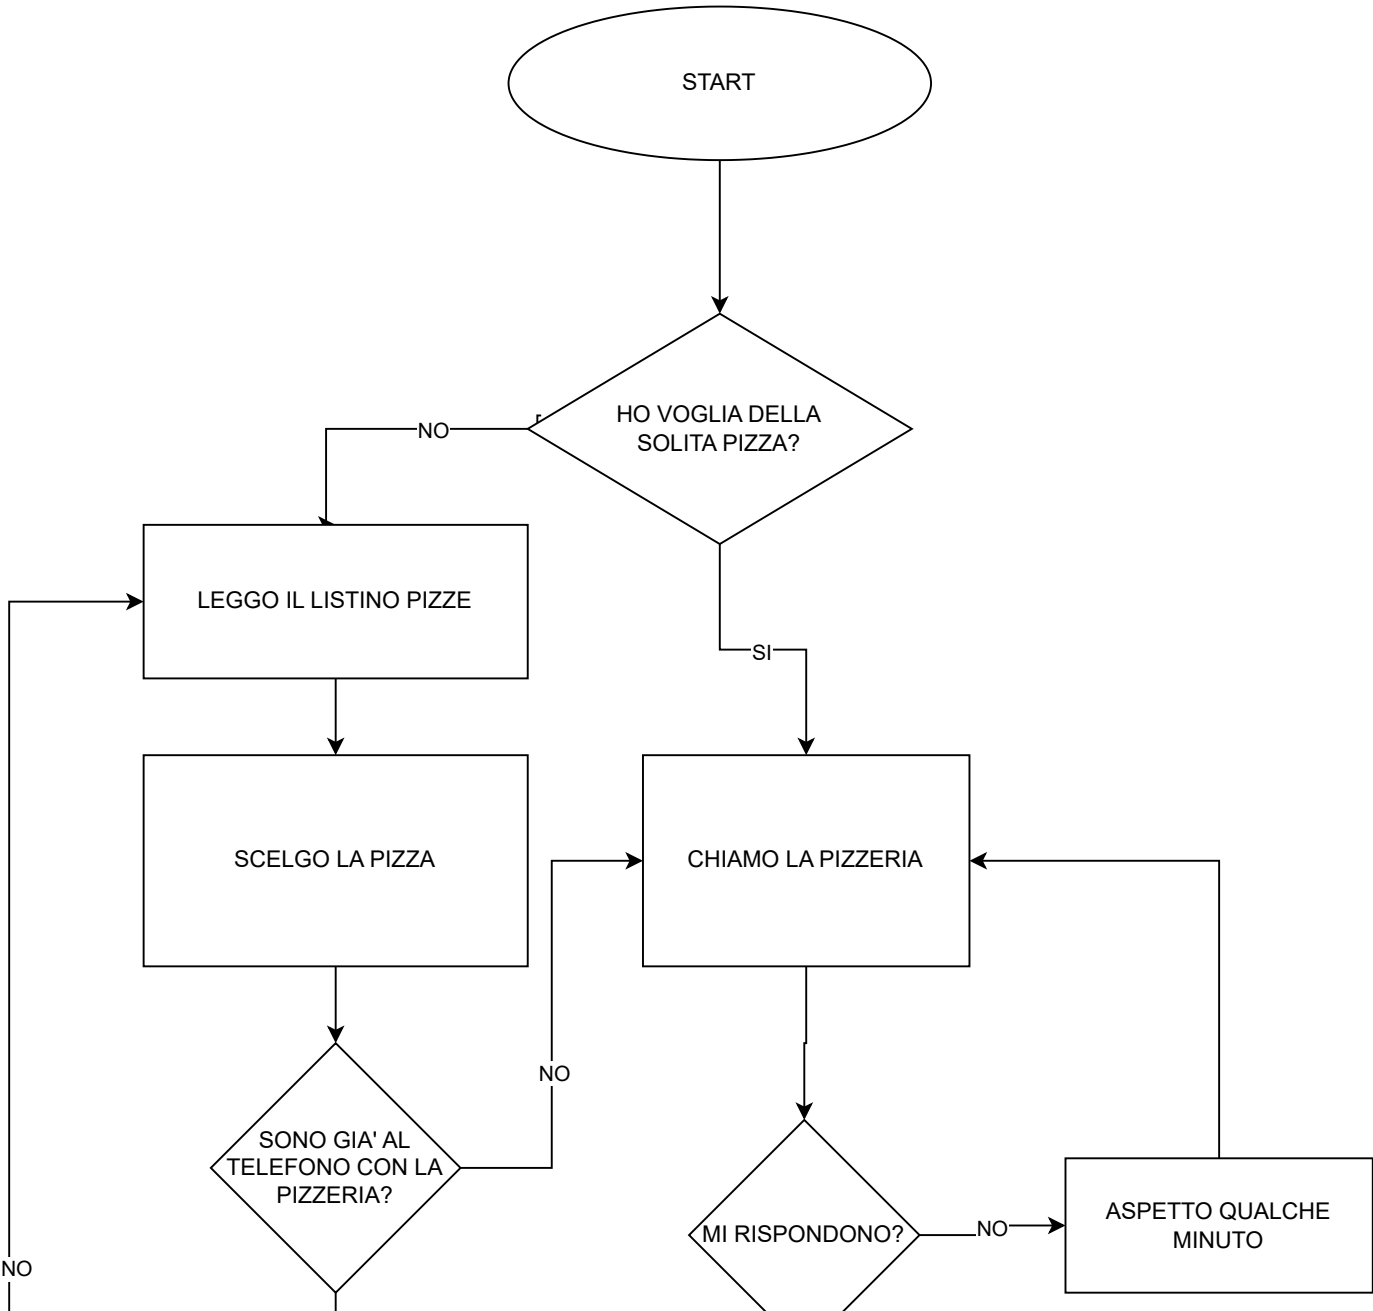 START
HO VOGLIA DELLA
SOLITA PIZZA?
NO
LEGGO IL LISTINO PIZZE
SI
SCELGO LA PIZZA
CHIAMO LA PIZZERIA
NO
SONO GIA' AL
TELEFONO CON LA
PIZZERIA?
MI RISPONDONO?
NO
ASPETTO QUALCHE
MINUTO
NO